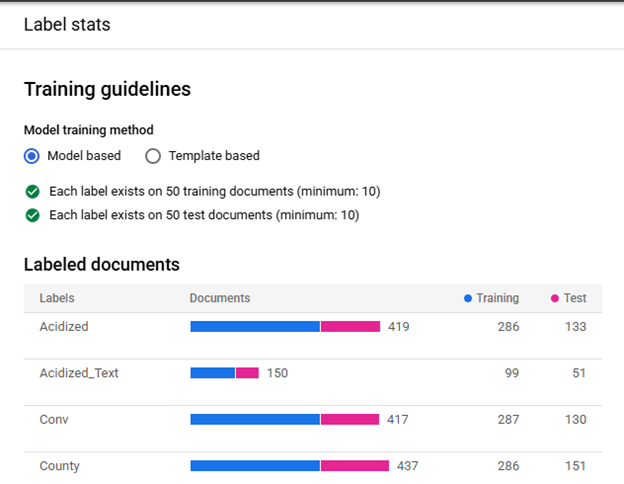 Label stats
Training guidelines
Model training method
Model based Template based
Each label exists on 50 training documents (minimum: 10)
Each label exists on 50 test documents (minimum: 10)
Labeled documents
Labels Documents Training Test
Acidized 419 286 133
Acidized_Text 150 99 51
Conv 417 287 130
County 437 286 151